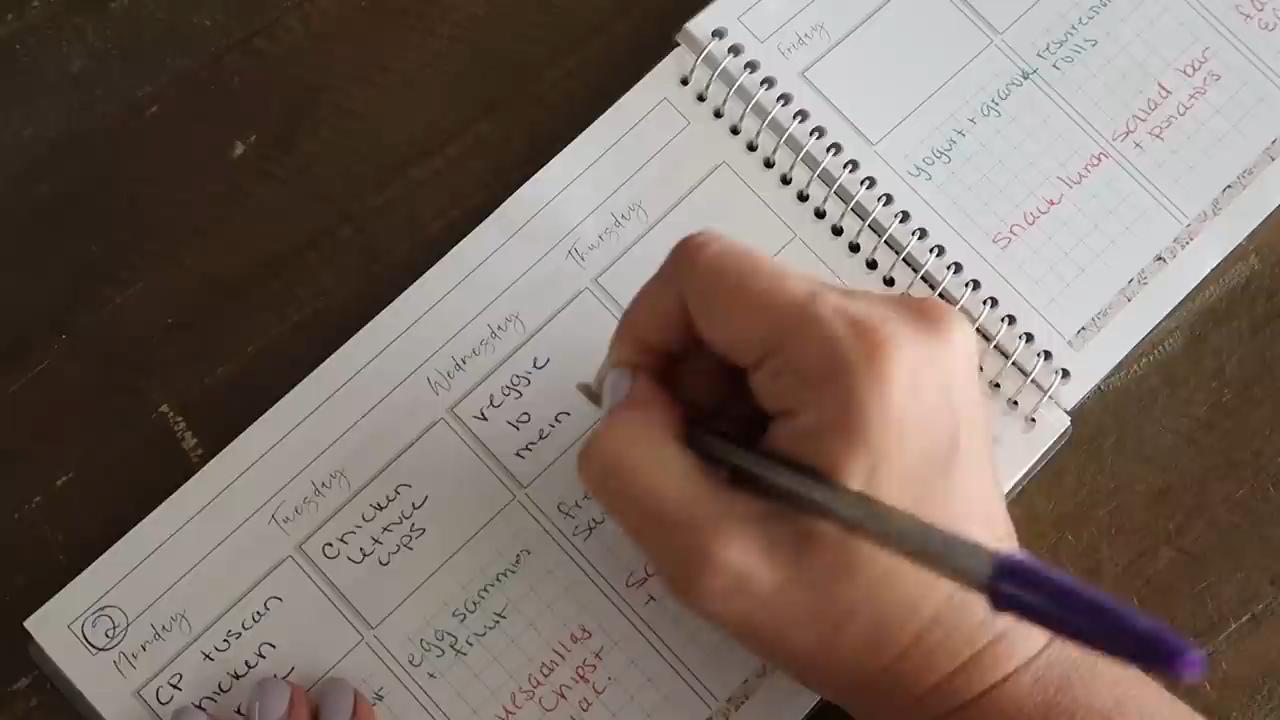 2
Monday
CP tuscan
Tuesday
chicken
lettuce
cups
egg sammies
+ fruit
chips +
Wednesday
veggie
lo
mein
Thursday
Friday
yogurt + granola
snack lunch
resurrection
rolls
salad bar
+ potatoes